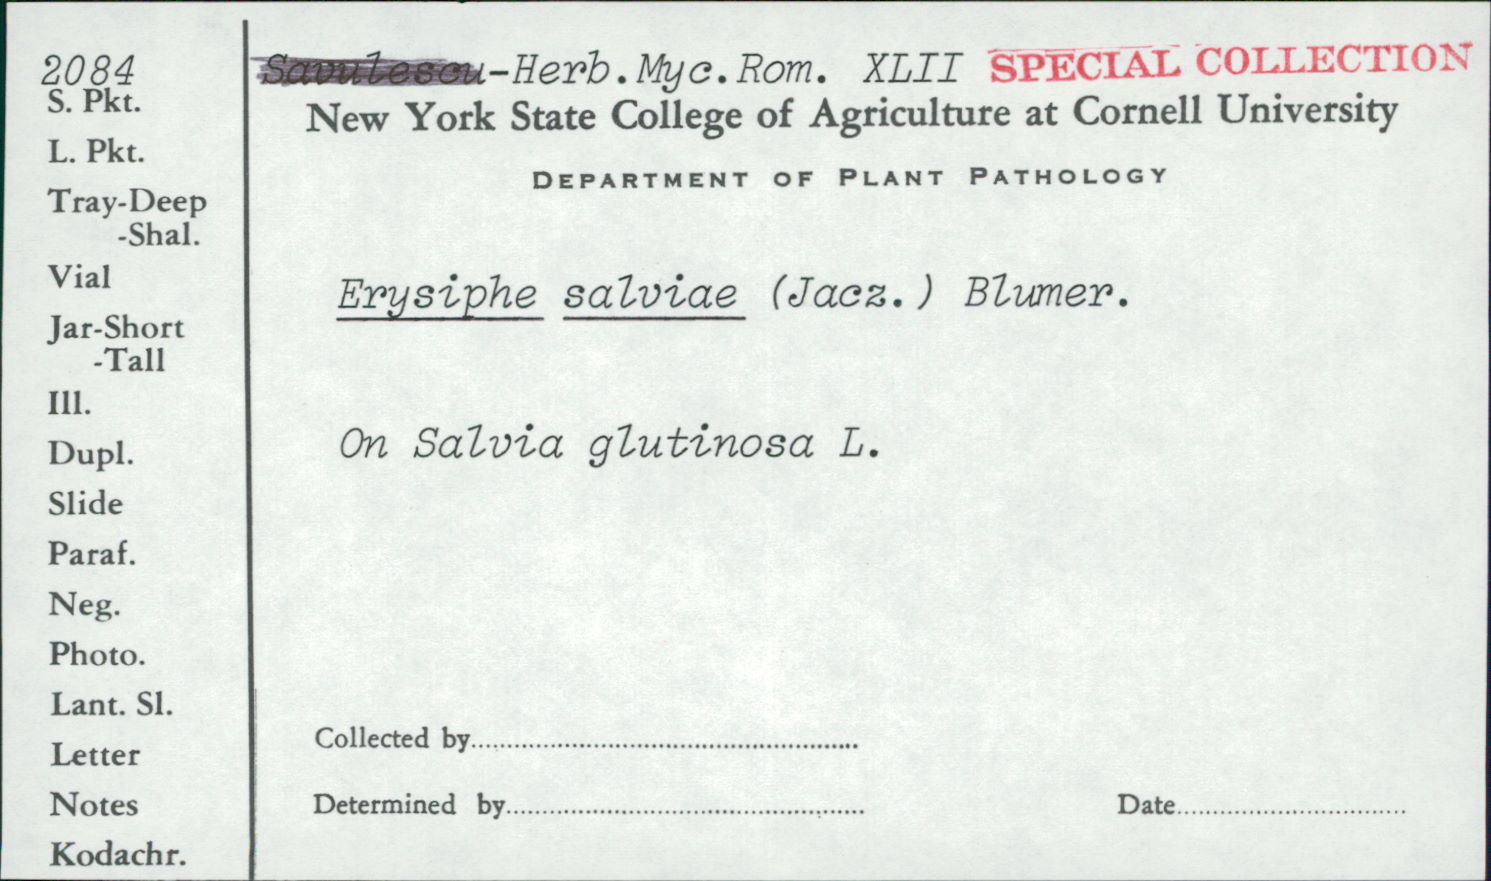 2084
Savulescu-Herb.Myc.Rom. XLII SPECIAL COLLECTION
New York State College of Agriculture at Cornell University
DEPARTMENT OF PLANT PATHOLOGY
S. Pkt.
L. Pkt.
Tray-Deep
-Shal.
Vial
Jar-Short
-Tall
Ill.
Dupl.
Slide
Paraf.
Neg.
Photo.
Lant. Sl.
Letter
Notes
Kodachr.
Erysiphe salviae (Jacz.) Blumer.
On Salvia glutinosa L.
Collected by
Determined by
Date